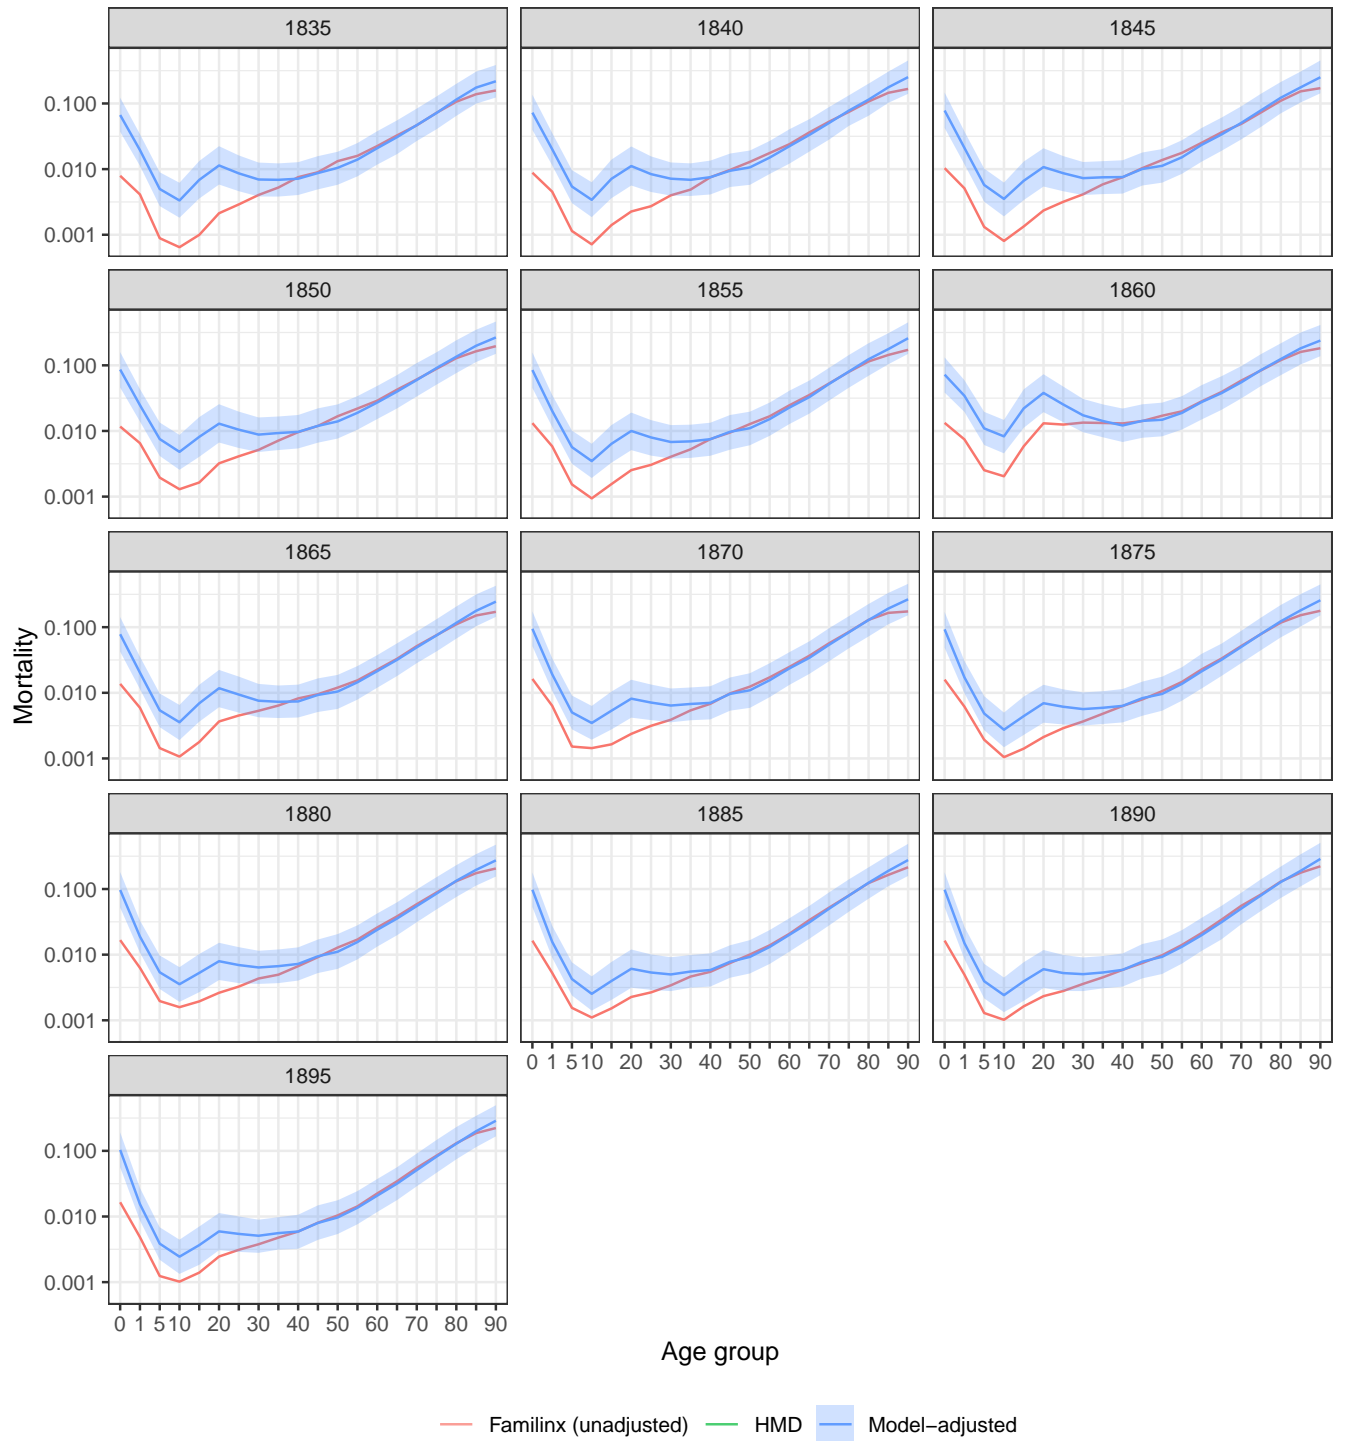 1835 1840 1845
0.100
0.010
0.001
1850 1855 1860
0.100
0.010
0.001
1865 1870 1875
0.100
0.010
0.001
Mortality
1880 1885 1890
0.100
0.010
0.001
0 1 5 10 20 30 40 50 60 70 80 90 0 1 5 10 20 30 40 50 60 70 80 90
1895
0.100
0.010
0.001
0 1 5 10 20 30 40 50 60 70 80 90
Age group
Familinx (unadjusted) HMD Model−adjusted